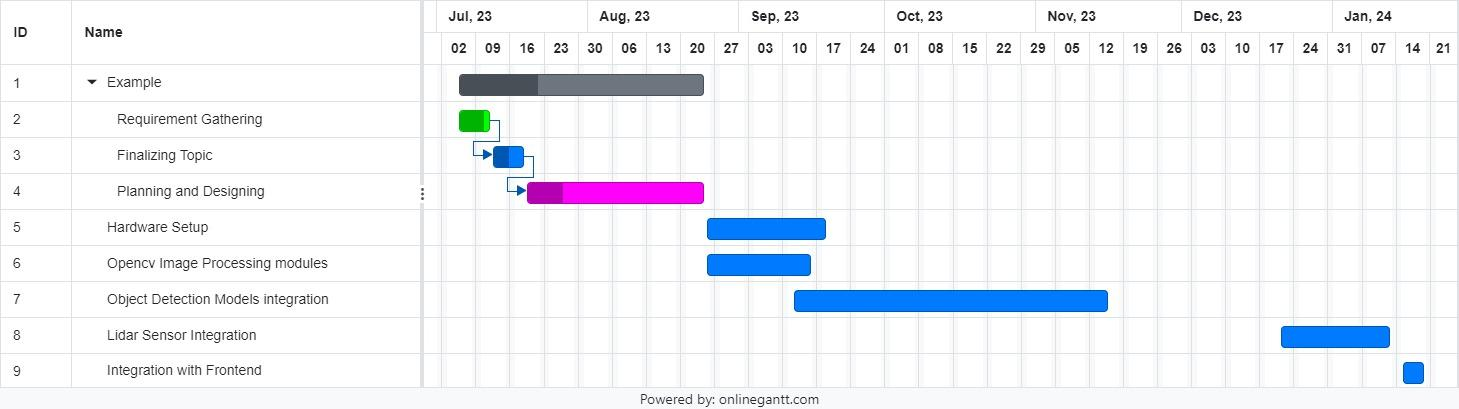 ID Name Jul, 23 Aug, 23 Sep, 23 Oct, 23 Nov, 23 Dec, 23 Jan, 24
02 09 16 23 30 06 13 20 27 03 10 17 24 01 08 15 22 29 05 12 19 26 03 10 17 24 31 07 14 21
1 Example
2 Requirement Gathering
3 Finalizing Topic
4 Planning and Designing
5 Hardware Setup
6 Opencv Image Processing modules
7 Object Detection Models integration
8 Lidar Sensor Integration
9 Integration with Frontend
Powered by: onlinegantt.com